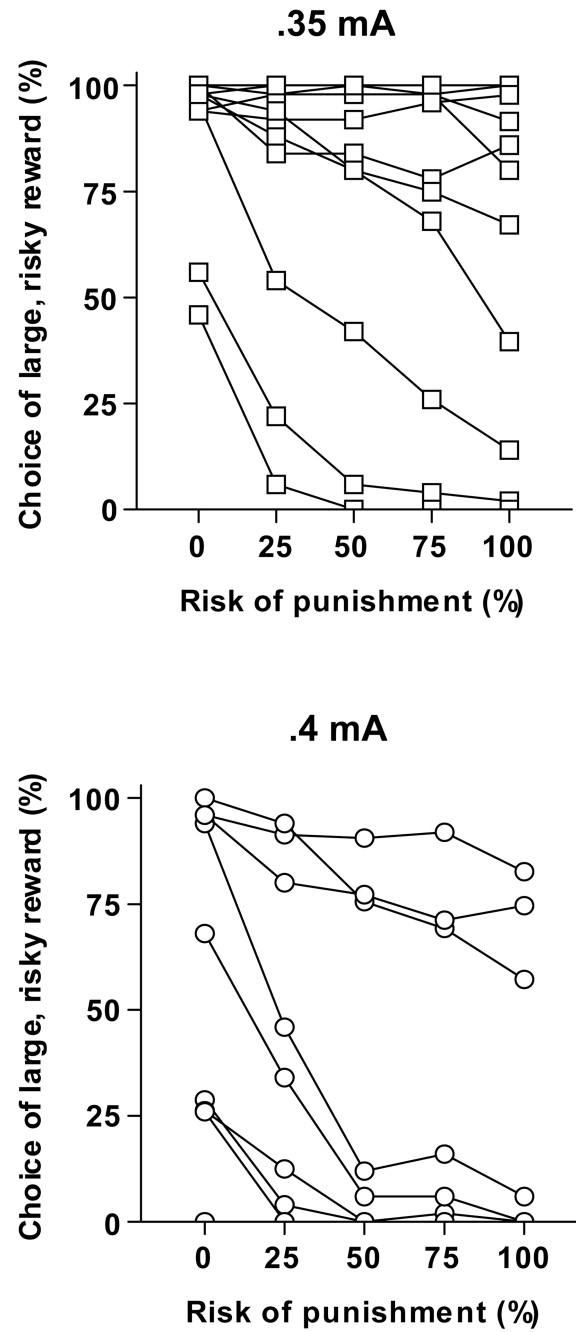 .35 mA
Choice of large, risky reward (%)
100
75
50
25
0
0 25 50 75 100
Risk of punishment (%)
.4 mA
Choice of large, risky reward (%)
100
75
50
25
0
0 25 50 75 100
Risk of punishment (%)